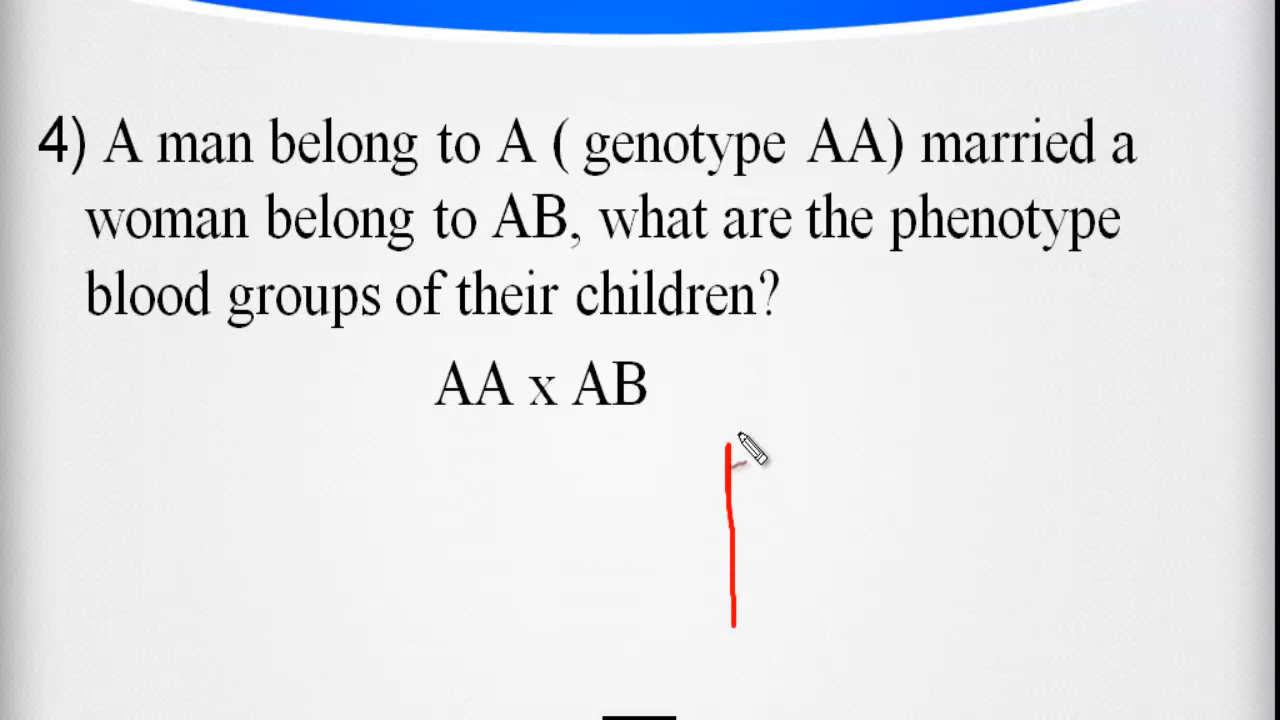 4) A man belong to A ( genotype AA) married a
woman belong to AB, what are the phenotype
blood groups of their children?
AA x AB